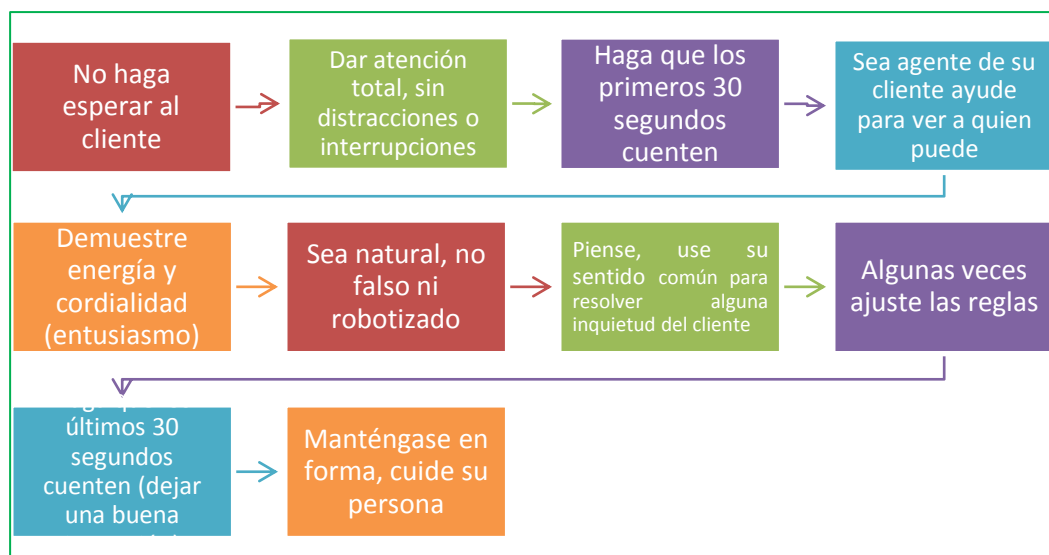 No haga
esperar al
cliente
Dar atención
total, sin
distracciones o
interrupciones
Haga que los
primeros 30
segundos
cuenten
Sea agente de su
cliente ayude
para ver a quien
puede
Demuestre
energía y
cordialidad
(entusiasmo)
Sea natural, no
falso ni
robotizado
Piense, use su
sentido común para
resolver alguna
inquietud del cliente
Algunas veces
ajuste las reglas
últimos 30
segundos
cuenten (dejar
una buena
Manténgase en
forma, cuide su
persona